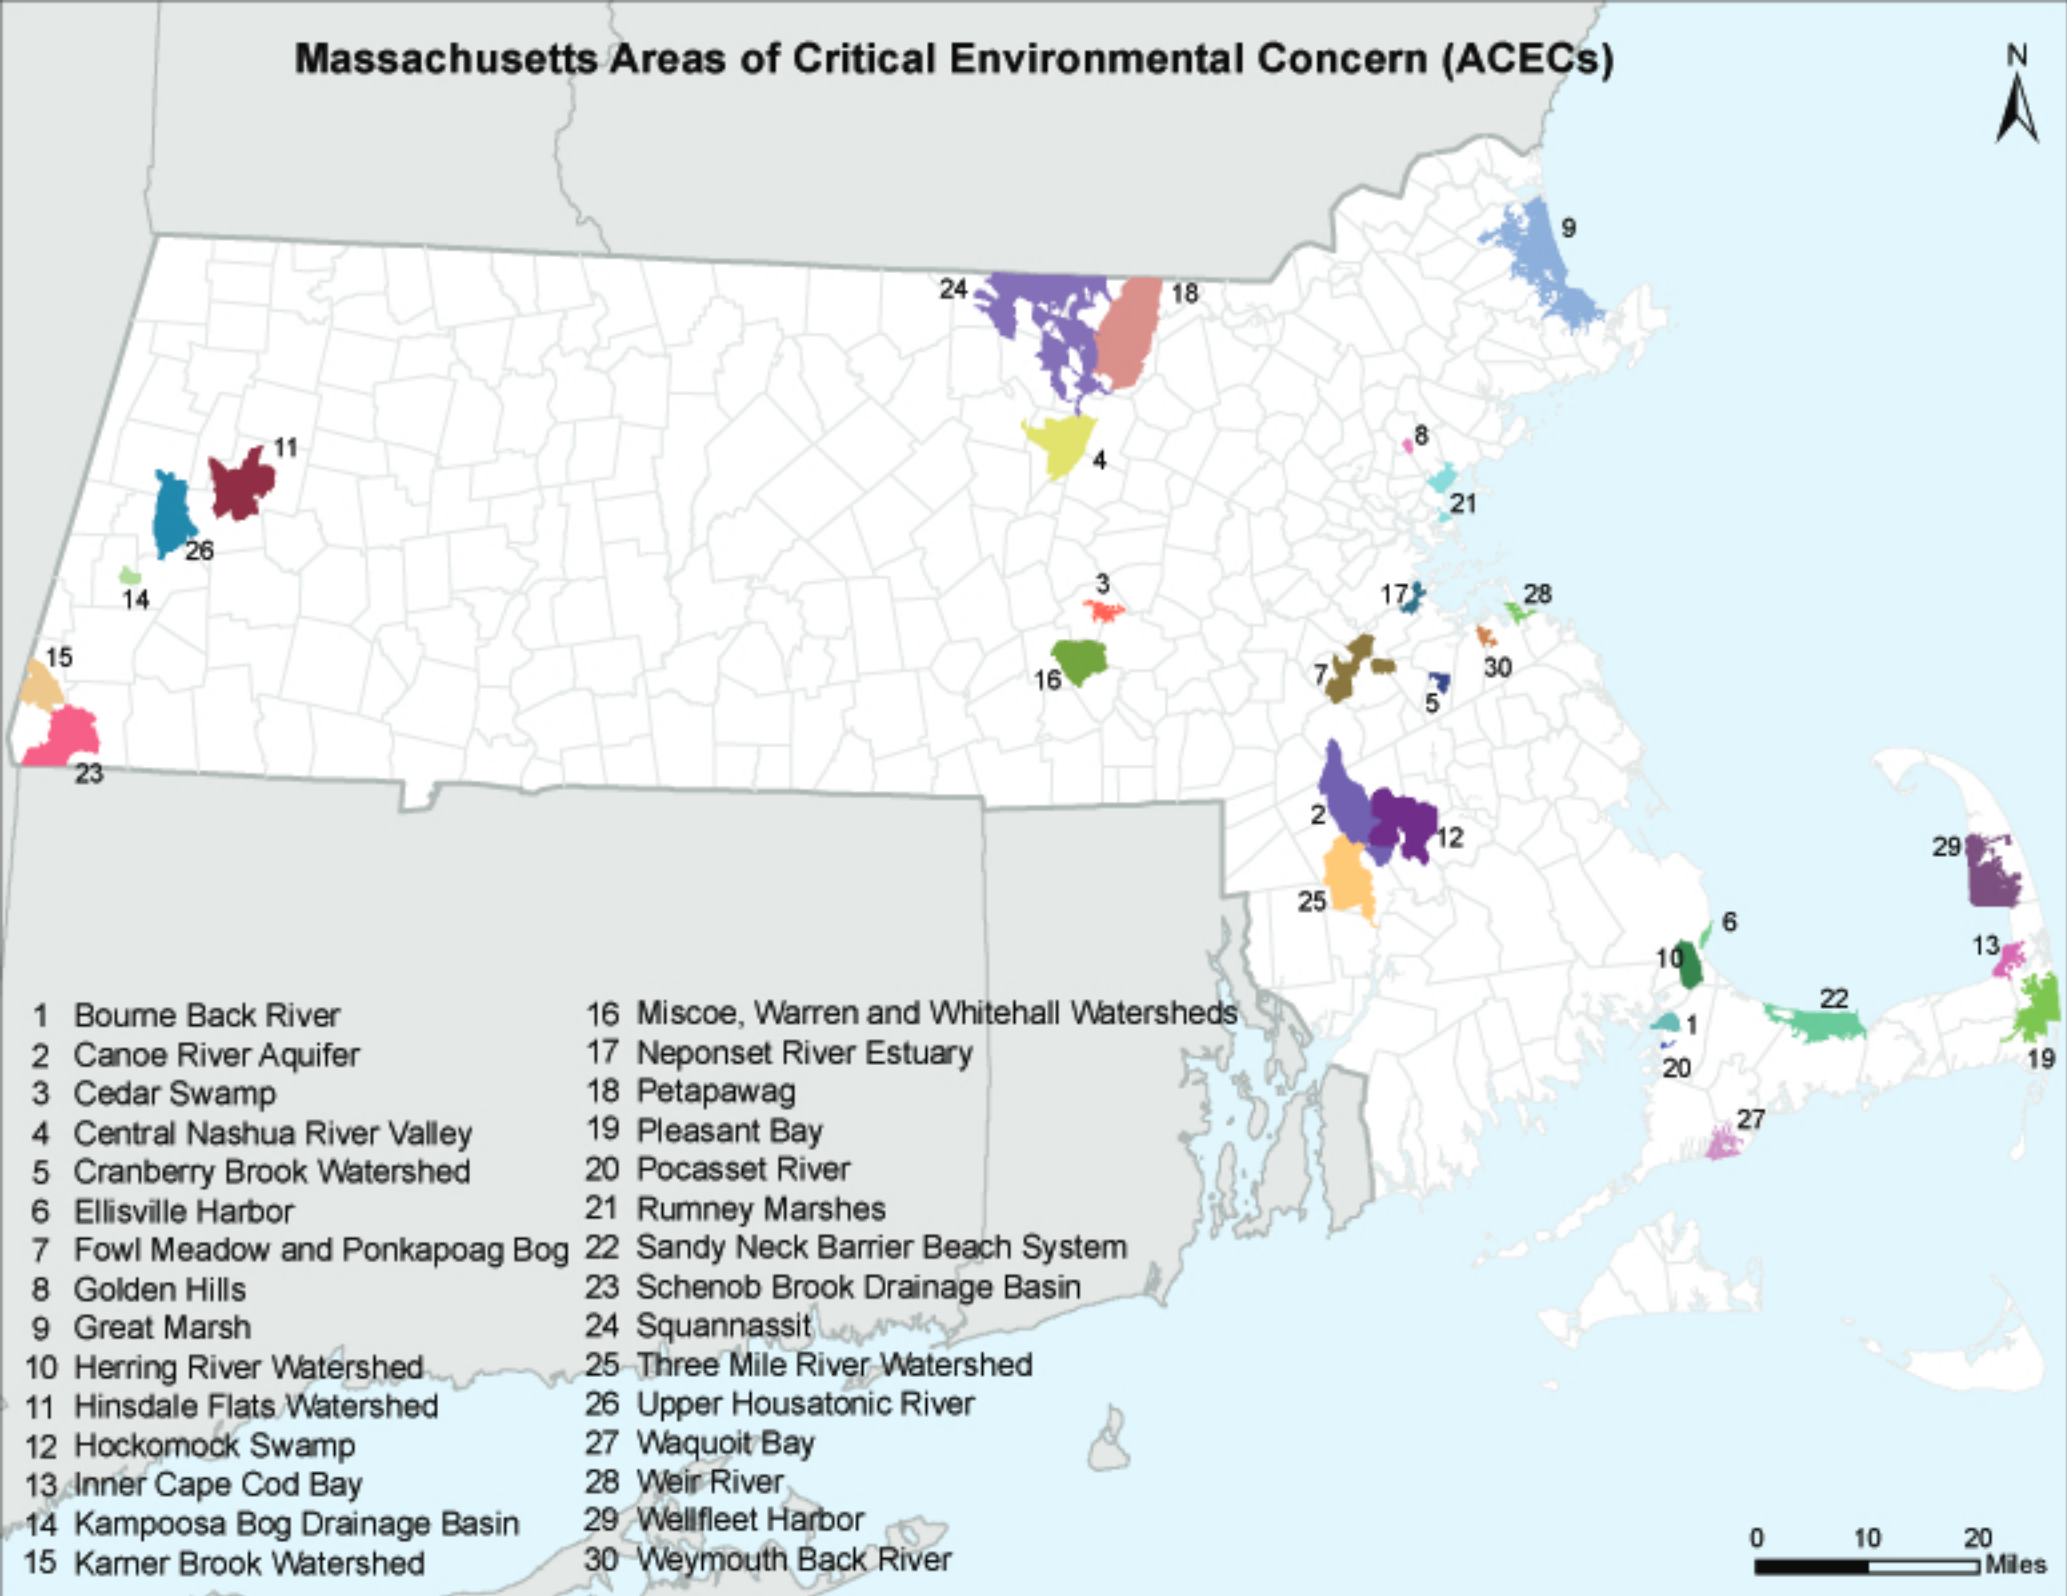 Massachusetts Areas of Critical Environmental Concern (ACECs)
N
9
24
18
11
4
8
21
26
14
3
17
28
15
16
7
5
30
23
2
12
29
25
6
10
13
22
1
19
20
27
1 Bourne Back River
2 Canoe River Aquifer
3 Cedar Swamp
4 Central Nashua River Valley
5 Cranberry Brook Watershed
6 Ellisville Harbor
7 Fowl Meadow and Ponkapoag Bog
8 Golden Hills
9 Great Marsh
10 Herring River Watershed
11 Hinsdale Flats Watershed
12 Hockomock Swamp
13 Inner Cape Cod Bay
14 Kampoosa Bog Drainage Basin
15 Karner Brook Watershed
16 Miscoe, Warren and Whitehall Watersheds
17 Neponset River Estuary
18 Petapawag
19 Pleasant Bay
20 Pocasset River
21 Rumney Marshes
22 Sandy Neck Barrier Beach System
23 Schenob Brook Drainage Basin
24 Squannassit
25 Three Mile River Watershed
26 Upper Housatonic River
27 Waquoit Bay
28 Weir River
29 Wellfleet Harbor
30 Weymouth Back River
0 10 20
Miles